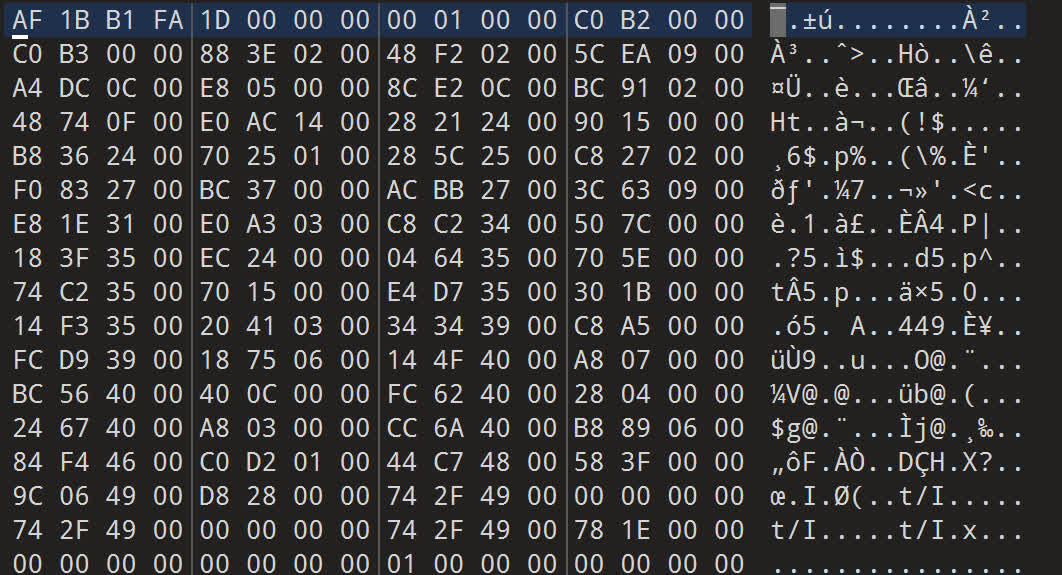 AF 1B B1 FA 1D 00 00 00 00 01 00 00 C0 B2 00 00 ¯.±ú........À²..
C0 B3 00 00 88 3E 02 00 48 F2 02 00 5C EA 09 00 À³..ˆ>..Hò..\ê..
A4 DC 0C 00 E8 05 00 00 8C E2 0C 00 BC 91 02 00 ¤Ü..è...Œâ..¼‘..
48 74 0F 00 E0 AC 14 00 28 21 24 00 90 15 00 00 Ht..à¬..(!$.....
B8 36 24 00 70 25 01 00 28 5C 25 00 C8 27 02 00 ¸6$.p%..(\%.È'..
F0 83 27 00 BC 37 00 00 AC BB 27 00 3C 63 09 00 ðƒ'.¼7..¬»'.<c..
E8 1E 31 00 E0 A3 03 00 C8 C2 34 00 50 7C 00 00 è.1.à£..ÈÂ4.P|..
18 3F 35 00 EC 24 00 00 04 64 35 00 70 5E 00 00 .?5.ì$...d5.p^..
74 C2 35 00 70 15 00 00 E4 D7 35 00 30 1B 00 00 tÂ5.p...ä×5.0...
14 F3 35 00 20 41 03 00 34 34 39 00 C8 A5 00 00 .ó5. A..449.È¥..
FC D9 39 00 18 75 06 00 14 4F 40 00 A8 07 00 00 üÙ9..u...O@.¨...
BC 56 40 00 40 0C 00 00 FC 62 40 00 28 04 00 00 ¼V@.@...üb@.(...
24 67 40 00 A8 03 00 00 CC 6A 40 00 B8 89 06 00 $g@.¨...Ìj@.¸‰..
84 F4 46 00 C0 D2 01 00 44 C7 48 00 58 3F 00 00 „ôF.ÀÒ..DÇH.X?..
9C 06 49 00 D8 28 00 00 74 2F 49 00 00 00 00 00 œ.I.Ø(..t/I.....
74 2F 49 00 00 00 00 00 74 2F 49 00 78 1E 00 00 t/I.....t/I.x...
00 00 00 00 00 00 00 00 01 00 00 00 00 00 00 00 ................